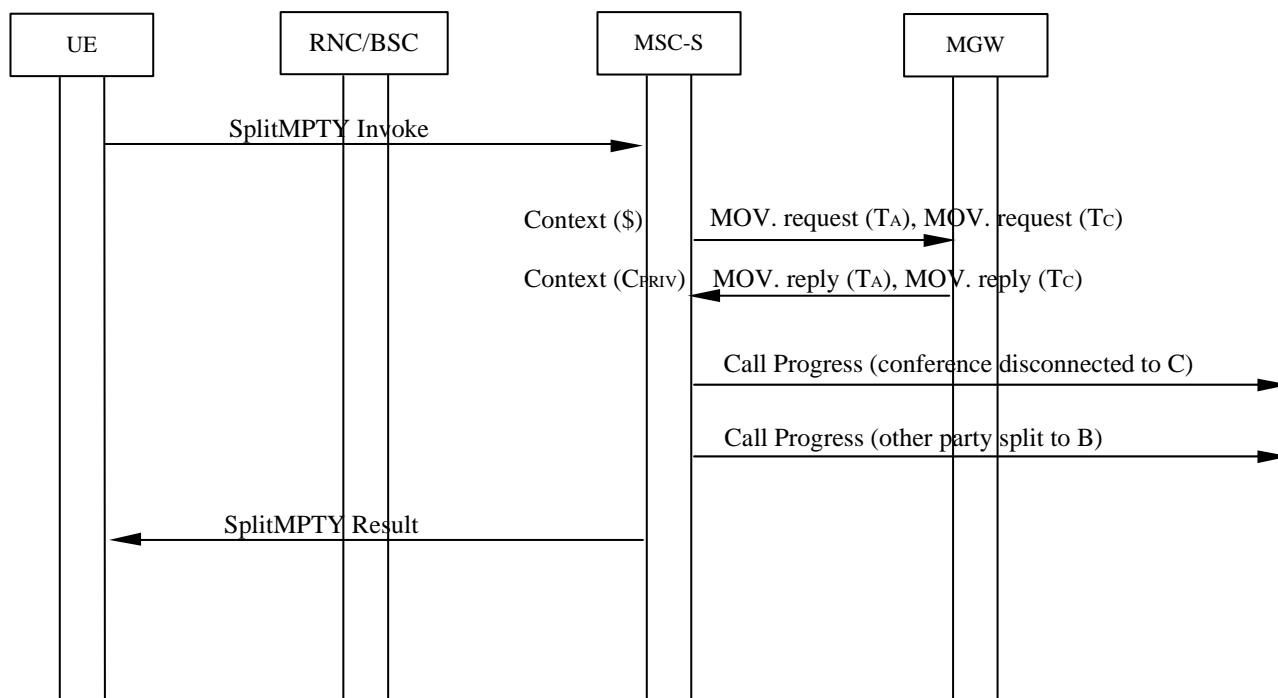 UE
RNC/BSC
MSC-S
MGW
SplitMPTY Invoke
Context ($)
MOV. request (TA), MOV. request (TC)
Context (CPRIV)
MOV. reply (TA), MOV. reply (TC)
Call Progress (conference disconnected to C)
Call Progress (other party split to B)
SplitMPTY Result